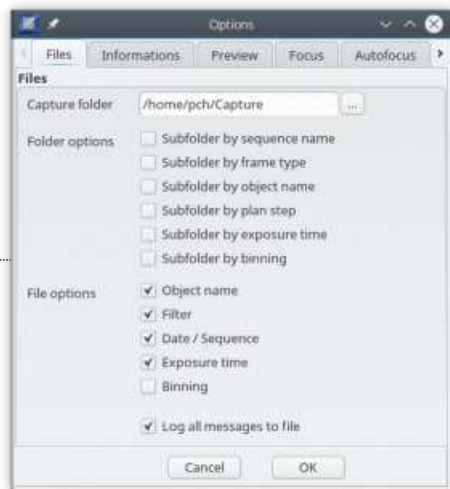 Options
Files Informations Preview Focus Autofocus
Files
Capture folder /home/pch/Capture ...
Folder options Subfolder by sequence name
Subfolder by frame type
Subfolder by object name
Subfolder by plan step
Subfolder by exposure time
Subfolder by binning
File options Object name
Filter
Date / Sequence
Exposure time
Binning
Log all messages to file
Cancel OK